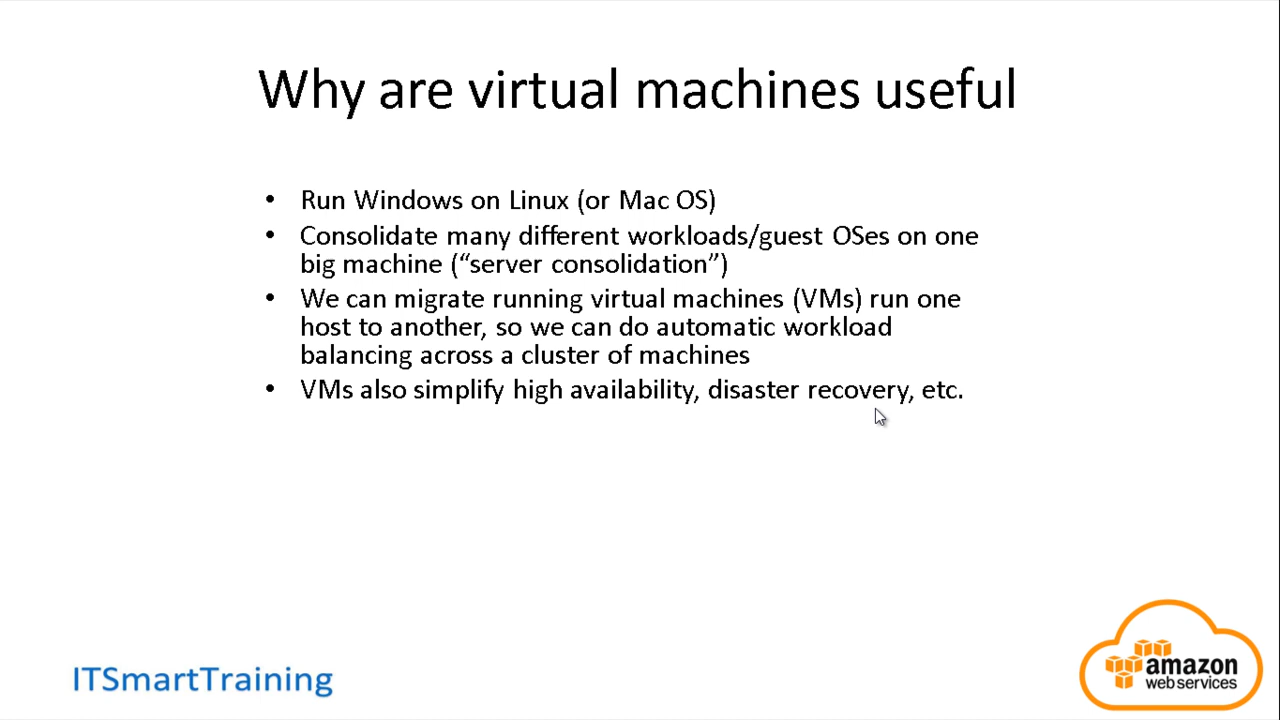 Why are virtual machines useful
• Run Windows on Linux (or Mac OS)
• Consolidate many different workloads/guest OSes on one
big machine (“server consolidation”)
• We can migrate running virtual machines (VMs) run one
host to another, so we can do automatic workload
balancing across a cluster of machines
• VMs also simplify high availability, disaster recovery, etc.
ITSmartTraining
amazon
web services